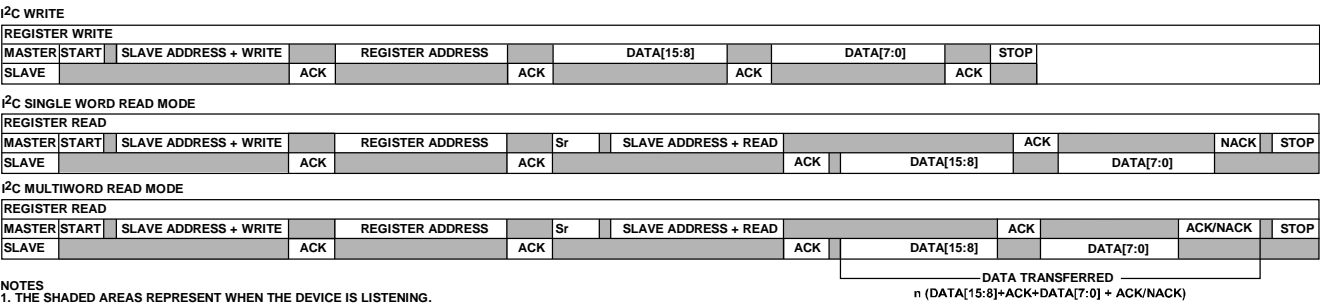 I2C WRITE
REGISTER WRITE
MASTER START SLAVE ADDRESS + WRITE REGISTER ADDRESS DATA[15:8] DATA[7:0] STOP
SLAVE ACK ACK ACK ACK
I2C SINGLE WORD READ MODE
REGISTER READ
MASTER START SLAVE ADDRESS + WRITE REGISTER ADDRESS Sr SLAVE ADDRESS + READ ACK NACK STOP
SLAVE ACK ACK ACK DATA[15:8] DATA[7:0]
I2C MULTIWORD READ MODE
REGISTER READ
MASTER START SLAVE ADDRESS + WRITE REGISTER ADDRESS Sr SLAVE ADDRESS + READ ACK ACK/NACK STOP
SLAVE ACK ACK ACK DATA[15:8] DATA[7:0]
DATA TRANSFERRED
n (DATA[15:8]+ACK+DATA[7:0] + ACK/NACK)
NOTES
1. THE SHADED AREAS REPRESENT WHEN THE DEVICE IS LISTENING.